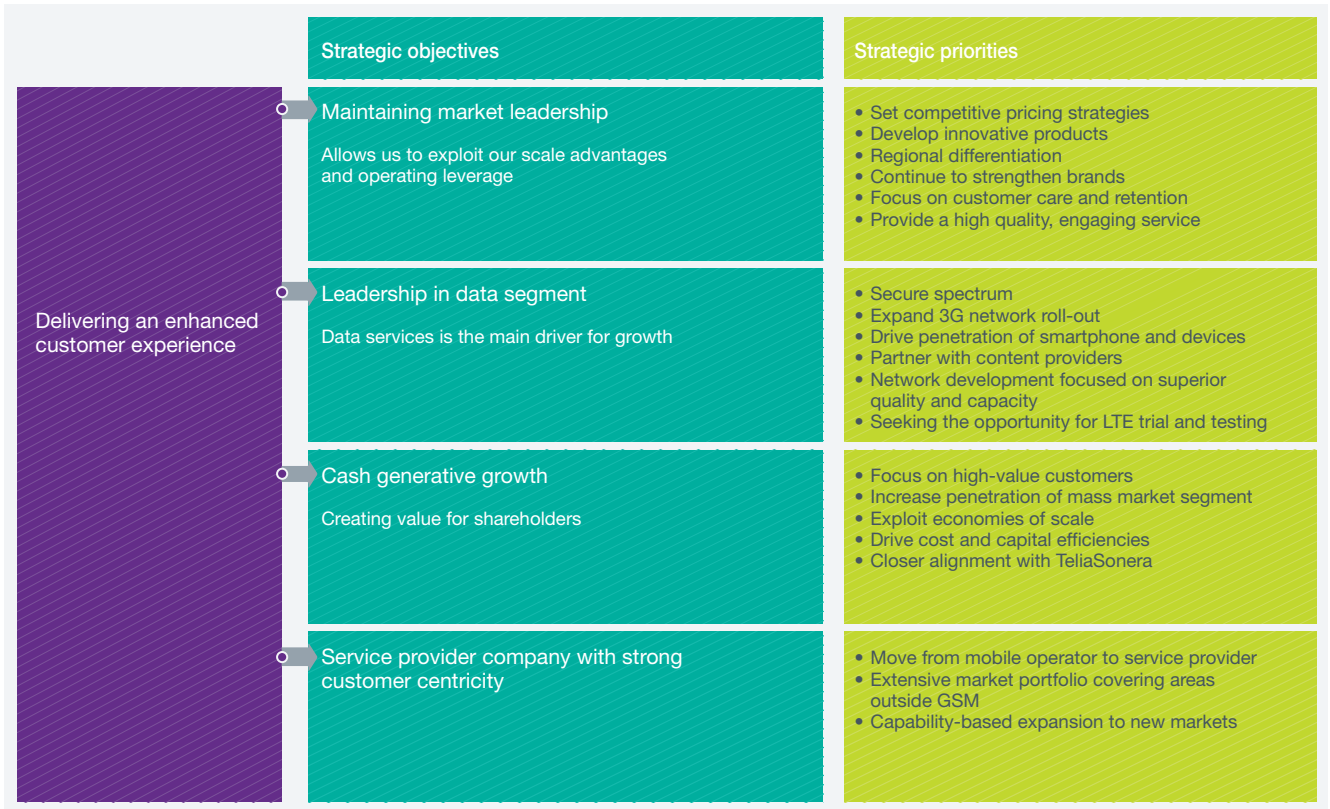 Strategic objectives
Strategic priorities
Delivering an enhanced
customer experience
Maintaining market leadership
Allows us to exploit our scale advantages
and operating leverage
• Set competitive pricing strategies
• Develop innovative products
• Regional differentiation
• Continue to strengthen brands
• Focus on customer care and retention
• Provide a high quality, engaging service
Leadership in data segment
Data services is the main driver for growth
• Secure spectrum
• Expand 3G network roll-out
• Drive penetration of smartphone and devices
• Partner with content providers
• Network development focused on superior
quality and capacity
• Seeking the opportunity for LTE trial and testing
Cash generative growth
Creating value for shareholders
• Focus on high-value customers
• Increase penetration of mass market segment
• Exploit economies of scale
• Drive cost and capital efficiencies
• Closer alignment with TeliaSonera
Service provider company with strong
customer centricity
• Move from mobile operator to service provider
• Extensive market portfolio covering areas
outside GSM
• Capability-based expansion to new markets